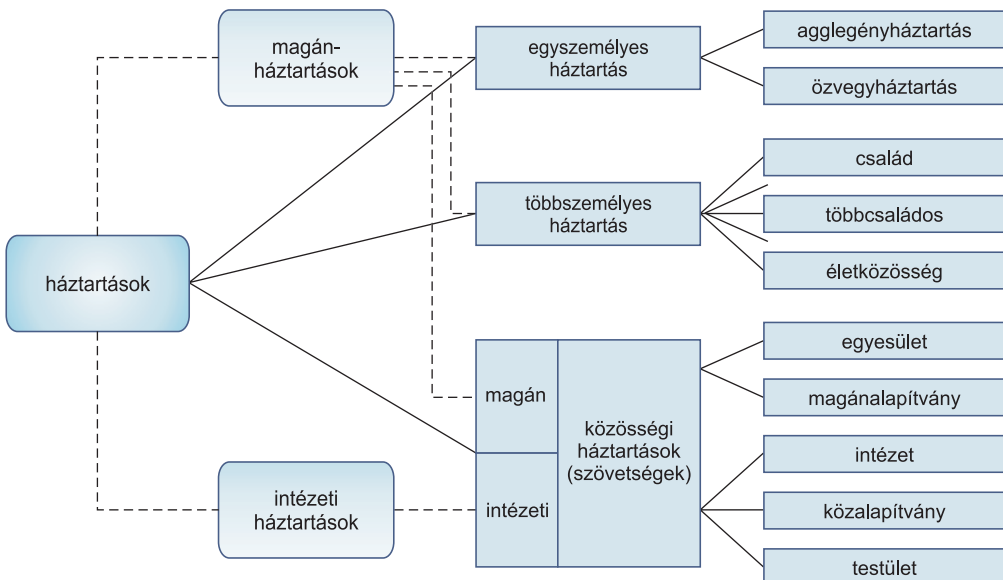 magán-
háztartások
egyszemélyes
háztartás
agglegényháztartás
özvegyháztartás
család
többszemélyes
háztartás
többcsaládos
életközösség
háztartások
egyesület
magán
magánalapítvány
közösségi
háztartások
(szövetségek)
intézet
intézeti
háztartások
intézeti
közalapítvány
testület